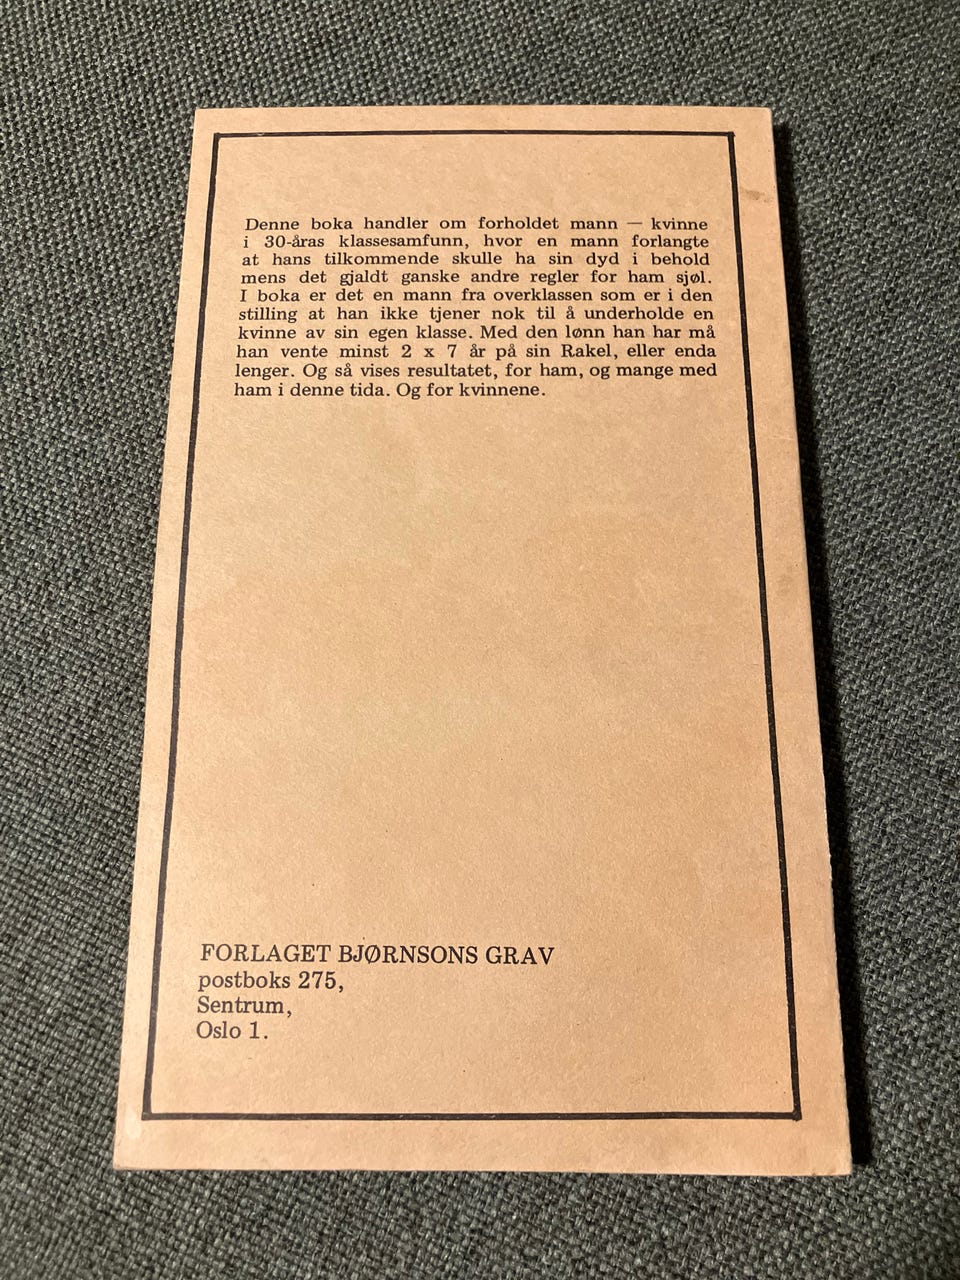 Denne boka handler om forholdet mann — kvinne
i 30-åras klassesamfunn, hvor en mann forlangte
at hans tilkommende skulle ha sin dyd i behold
mens det gjaldt ganske andre regler for ham sjøl.
I boka er det en mann fra overklassen som er i den
stilling at han ikke tjener nok til å underholde en
kvinne av sin egen klasse. Med den lønn han har må
han vente minst 2 x 7 år på sin Rakel, eller enda
lenger. Og så vises resultatet, for ham, og mange med
ham i denne tida. Og for kvinnene.
FORLAGET BJØRNSONS GRAV
postboks 275,
Sentrum,
Oslo 1.